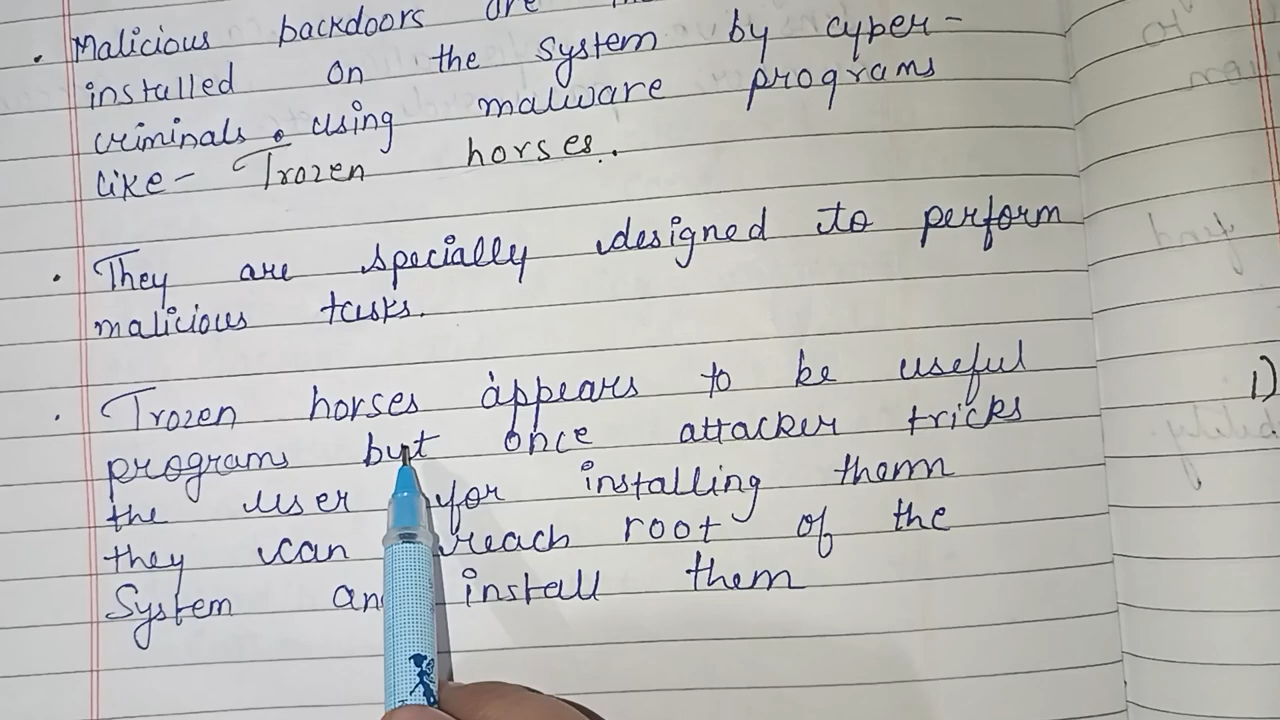 • Malicious backdoors are
installed on the system by cyber-
criminals. using malware programs
like- Trozen horses.
• They are specially designed to perform
malicious tasks.
• Trozen horses appears to be useful
programs but once attacker tricks
the user for installing them
they can reach root of the
System and install them
1)